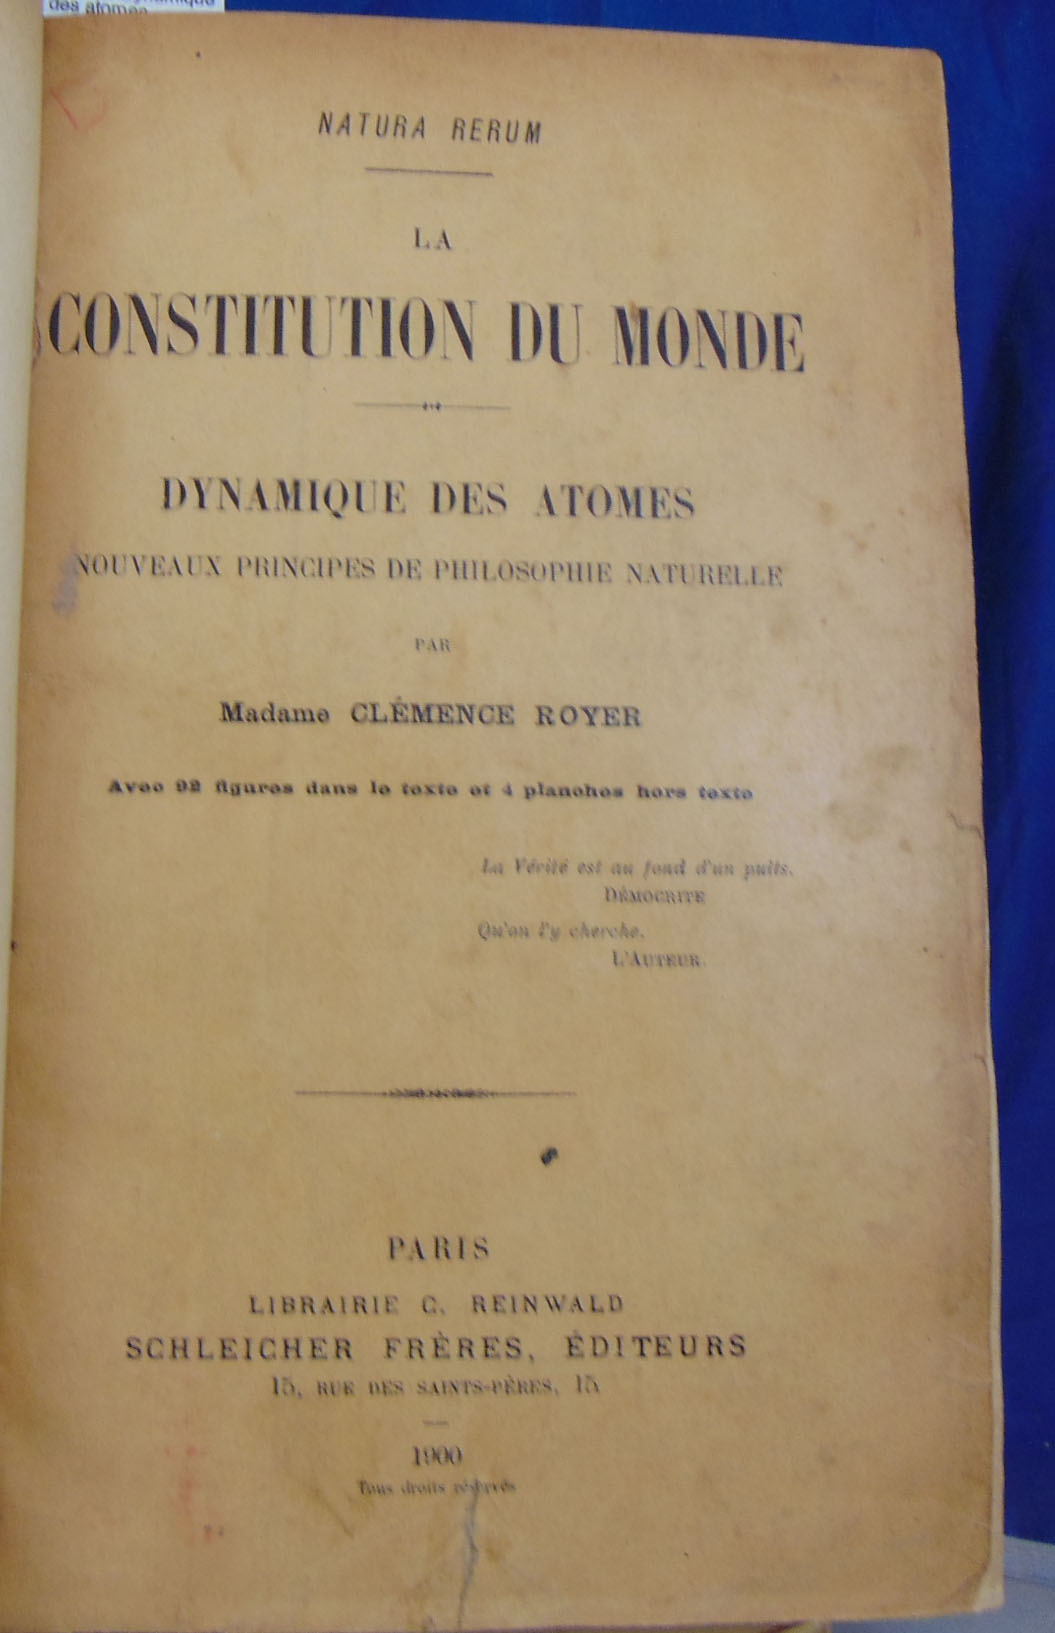 des atomes
NATURA RERUM
LA
CONSTITUTION DU MONDE
DYNAMIQUE DES ATOMES
NOUVEAUX PRINCIPES DE PHILOSOPHIE NATURELLE
PAR
Madame CLÉMENCE ROYER
Avec 92 figures dans le texte et 4 planches hors texte
La Vérité est au fond d'un puits.
DÉMOCRITE
Qu'on l'y cherche.
L'AUTEUR.
PARIS
LIBRAIRIE C. REINWALD
SCHLEICHER FRÈRES, ÉDITEURS
15, RUE DES SAINTS-PÈRES, 15
1900
Tous droits réservés